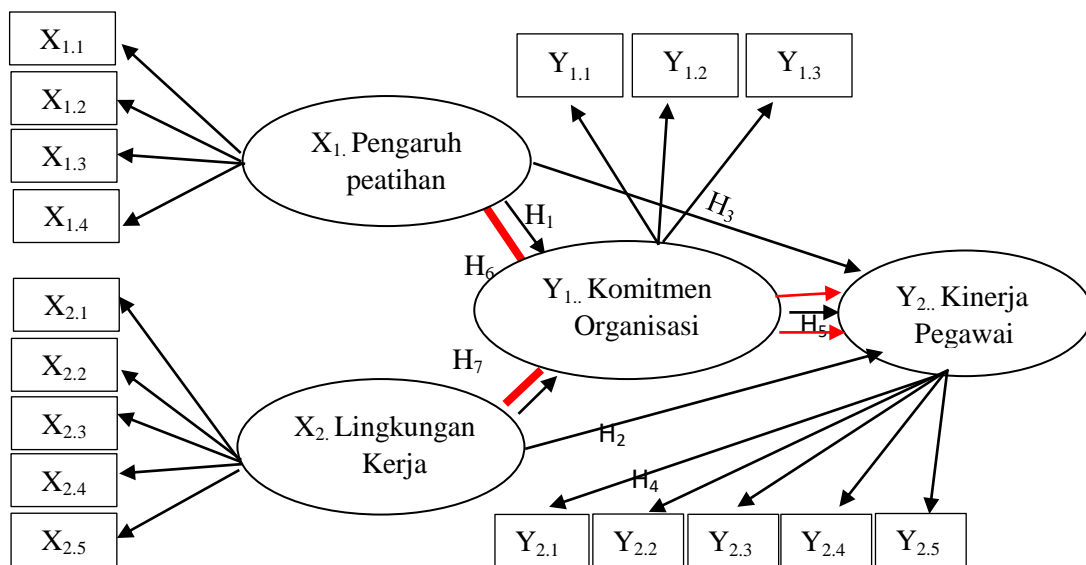 X1.1
X1.2
X1.3
X1.4
X1. Pengaruh
peatihan
Y1.1
Y1.2
Y1.3
H1
H3
H6
Y1.. Komitmen
Organisasi
H5
Y2.. Kinerja
Pegawai
X2.1
X2.2
X2.3
X2.4
X2.5
H7
X2. Lingkungan
Kerja
H2
H4
Y2.1
Y2.2
Y2.3
Y2.4
Y2.5